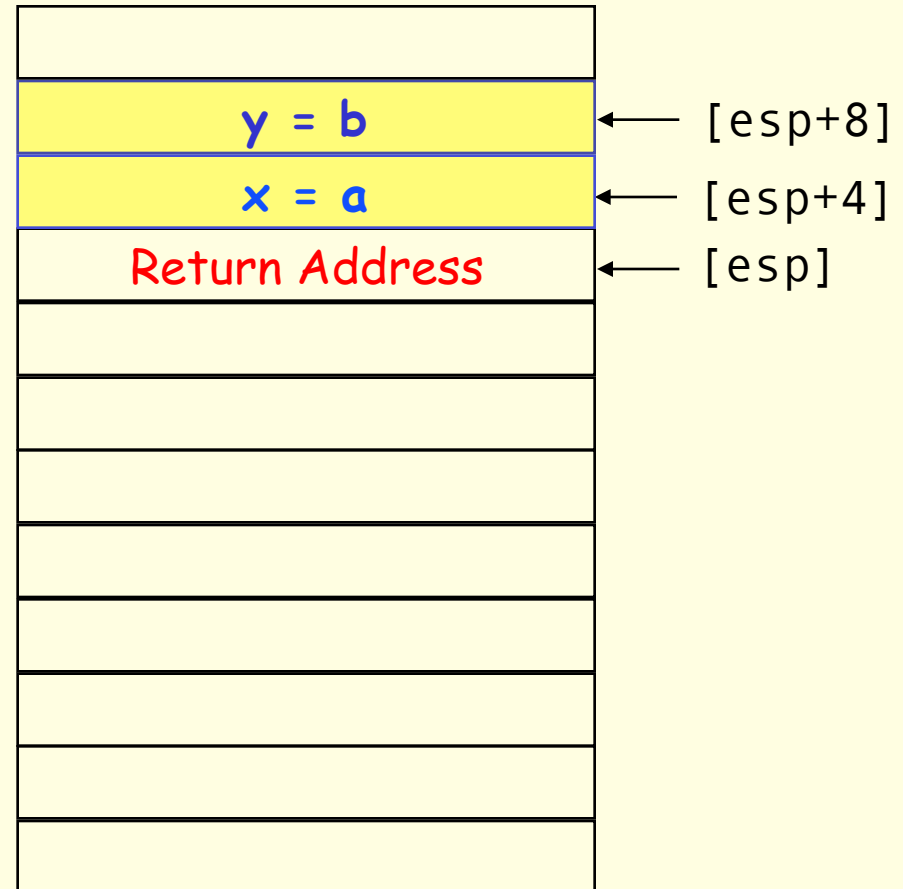 y = b [esp+8]
x = a [esp+4]
Return Address [esp]